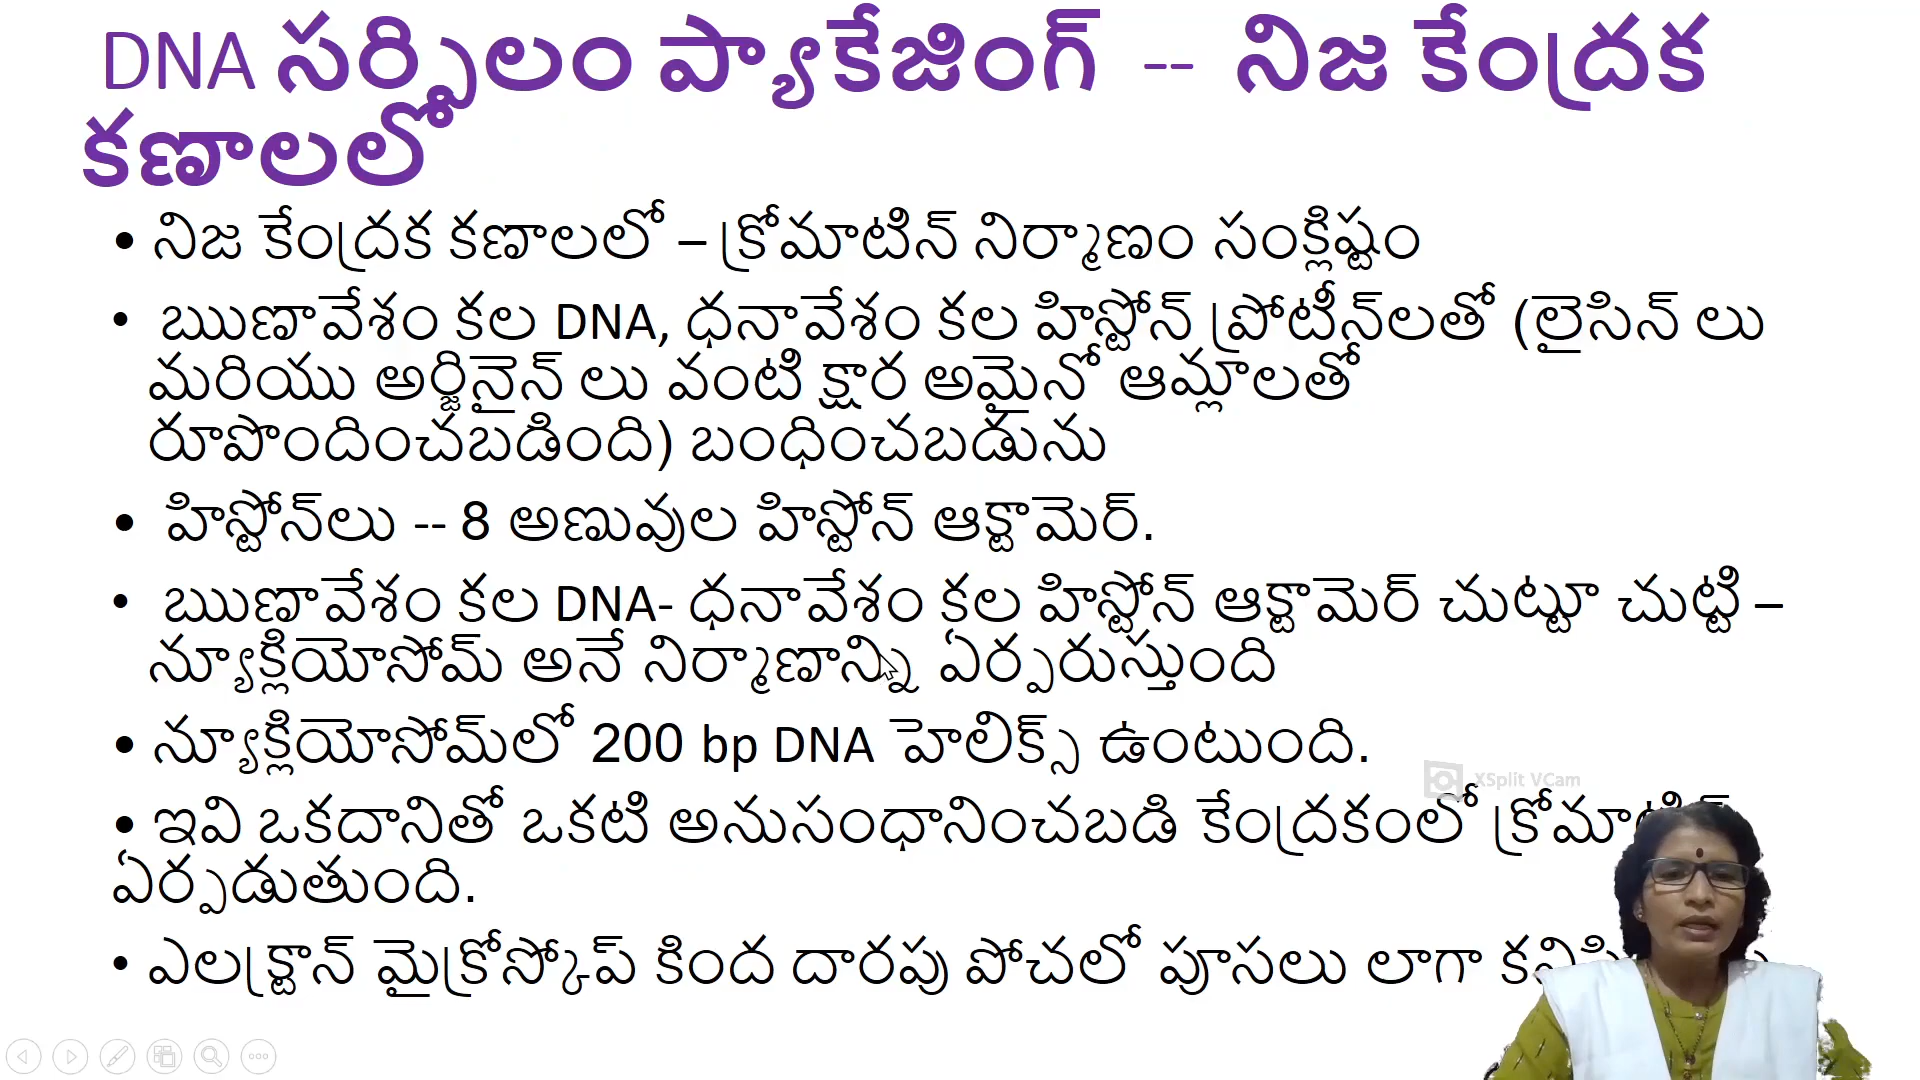 DNA సర్పిలం ప్యాకేజింగ్ -- నిజ కేంద్రక
కణాలలో
• నిజ కేంద్రక కణాలలో – క్రోమాటిన్ నిర్మాణం సంక్లిష్టం
• ఋణావేశం కల DNA, ధనావేశం కల హిస్టోన్ ప్రోటీన్‌లతో (లైసిన్ లు
మరియు అర్జినైన్ లు వంటి క్షార అమైనో ఆమ్లాలతో
రూపొందించబడింది) బంధించబడును
• హిస్టోన్‌లు -- 8 అణువుల హిస్టోన్ ఆక్టామెర్.
• ఋణావేశం కల DNA- ధనావేశం కల హిస్టోన్ ఆక్టామెర్ చుట్టూ చుట్టి –
న్యూక్లియోసోమ్ అనే నిర్మాణాన్ని ఏర్పరుస్తుంది
• న్యూక్లియోసోమ్‌లో 200 bp DNA హెలిక్స్ ఉంటుంది.
XSplit VCam
• ఇవి ఒకదానితో ఒకటి అనుసంధానించబడి కేంద్రకంలో
ఏర్పడుతుంది.
• ఎలక్ట్రాన్ మైక్రోస్కోప్ కింద దారపు పోచలో పూసలు లాగా